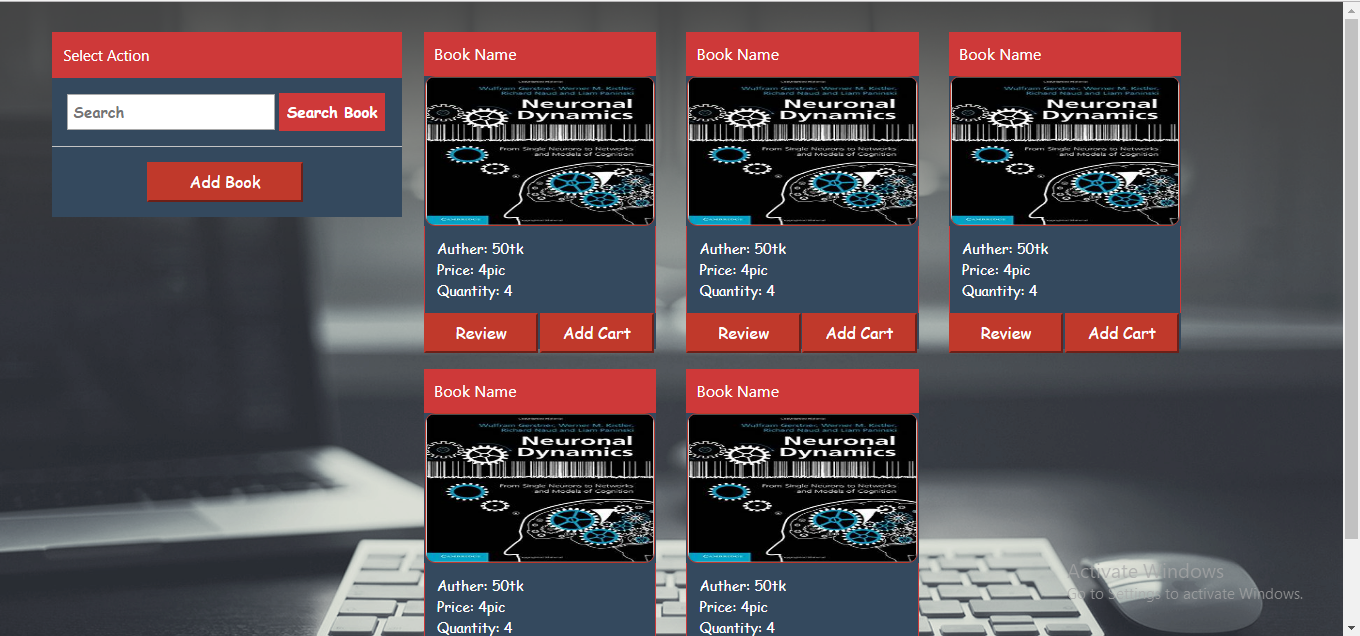 Select Action
Search
Search Book
Add Book
Book Name
Wulfram Gerstner, Werner M. Kistler,
Richard Naud and Liam Paninski
Neuronal
Dynamics
From Single Neurons to Networks
and Models of Cognition
CAMBRIDGE
Auther: 50tk
Price: 4pic
Quantity: 4
Review
Add Cart
Book Name
Wulfram Gerstner, Werner M. Kistler,
Richard Naud and Liam Paninski
Neuronal
Dynamics
From Single Neurons to Networks
and Models of Cognition
CAMBRIDGE
Auther: 50tk
Price: 4pic
Quantity: 4
Review
Add Cart
Book Name
Wulfram Gerstner, Werner M. Kistler,
Richard Naud and Liam Paninski
Neuronal
Dynamics
From Single Neurons to Networks
and Models of Cognition
CAMBRIDGE
Auther: 50tk
Price: 4pic
Quantity: 4
Review
Add Cart
Book Name
Wulfram Gerstner, Werner M. Kistler,
Richard Naud and Liam Paninski
Neuronal
Dynamics
From Single Neurons to Networks
and Models of Cognition
CAMBRIDGE
Auther: 50tk
Price: 4pic
Quantity: 4
Book Name
Wulfram Gerstner, Werner M. Kistler,
Richard Naud and Liam Paninski
Neuronal
Dynamics
From Single Neurons to Networks
and Models of Cognition
CAMBRIDGE
Auther: 50tk
Price: 4pic
Quantity: 4
Activate Windows
Go to Settings to activate Windows.